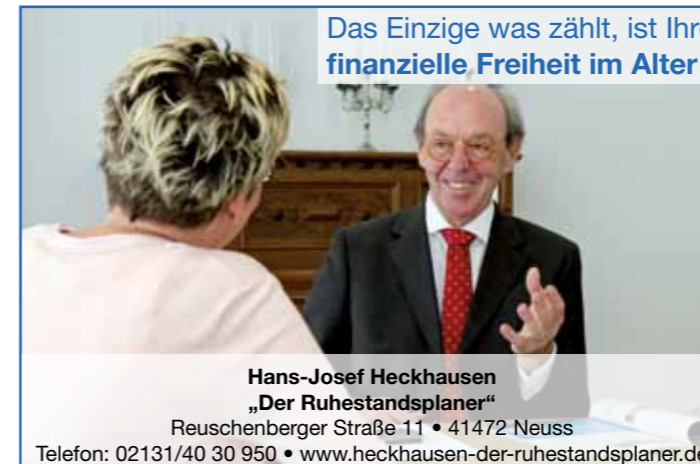 Das Einzige was zählt, ist Ihre
finanzielle Freiheit im Alter
Hans-Josef Heckhausen
„Der Ruhestandsplaner“
Reuschenberger Straße 11 • 41472 Neuss
Telefon: 02131/40 30 950 • www.heckhausen-der-ruhestandsplaner.de